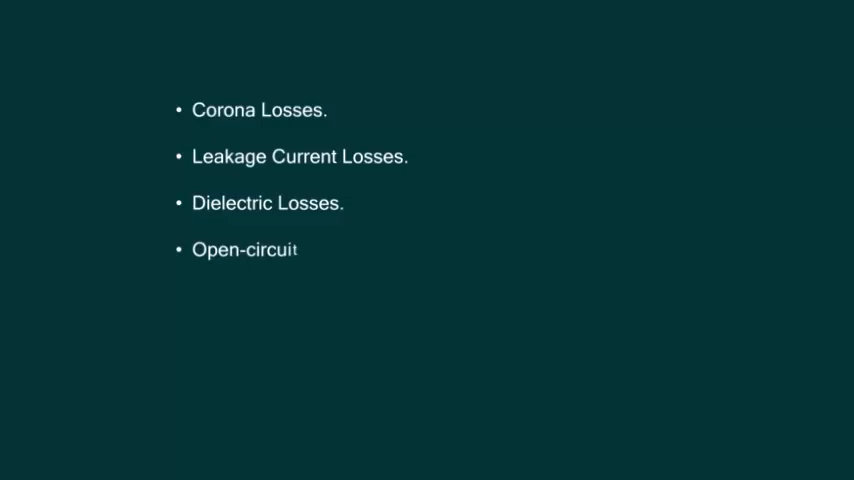 • Corona Losses.
• Leakage Current Losses.
• Dielectric Losses.
• Open-circuit